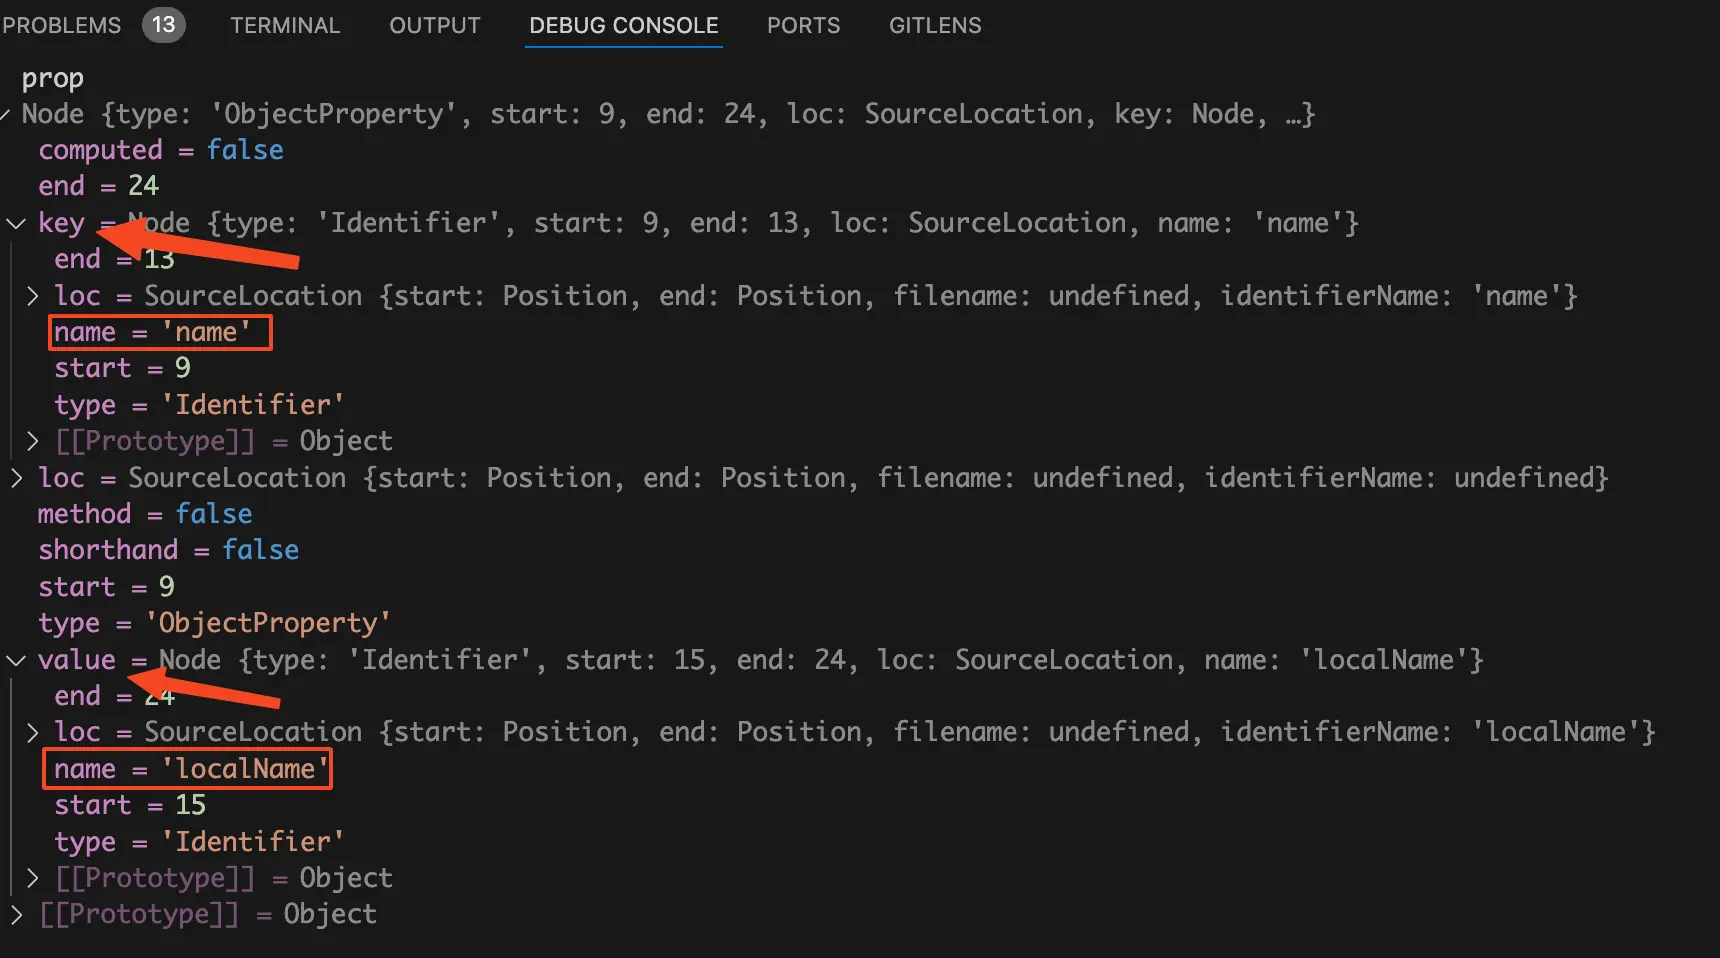 PROBLEMS 13 TERMINAL OUTPUT DEBUG CONSOLE PORTS GITLENS
prop
Node {type: 'ObjectProperty', start: 9, end: 24, loc: SourceLocation, key: Node, …}
computed = false
end = 24
key = Node {type: 'Identifier', start: 9, end: 13, loc: SourceLocation, name: 'name'}
end = 13
loc = SourceLocation {start: Position, end: Position, filename: undefined, identifierName: 'name'}
name = 'name'
start = 9
type = 'Identifier'
[[Prototype]] = Object
loc = SourceLocation {start: Position, end: Position, filename: undefined, identifierName: undefined}
method = false
shorthand = false
start = 9
type = 'ObjectProperty'
value = Node {type: 'Identifier', start: 15, end: 24, loc: SourceLocation, name: 'localName'}
end = 24
loc = SourceLocation {start: Position, end: Position, filename: undefined, identifierName: 'localName'}
name = 'localName'
start = 15
type = 'Identifier'
[[Prototype]] = Object
[[Prototype]] = Object